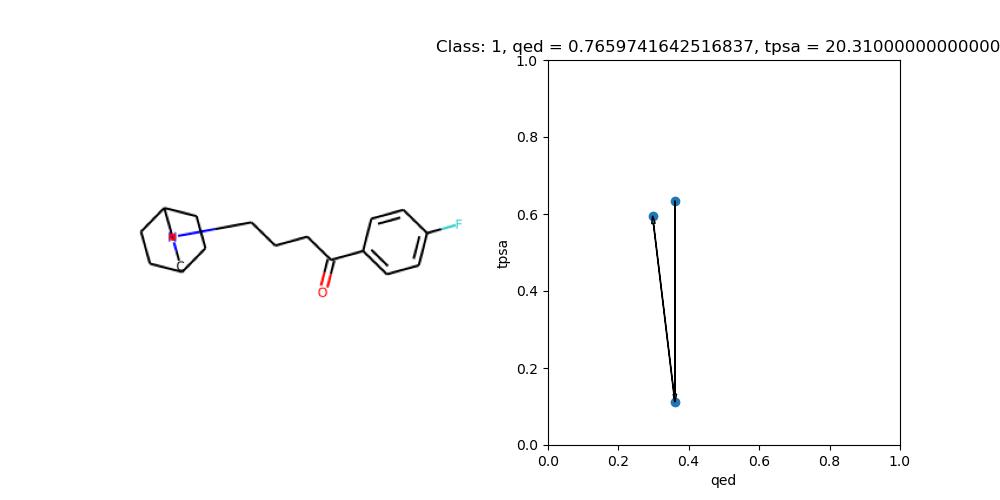 Class: 1, qed = 0.7659741642516837, tpsa = 20.31000000000000
1.0
0.8
0.6
0.4
0.2
0.0
tpsa
0.0 0.2 0.4 0.6 0.8 1.0
qed
F
N
C
O